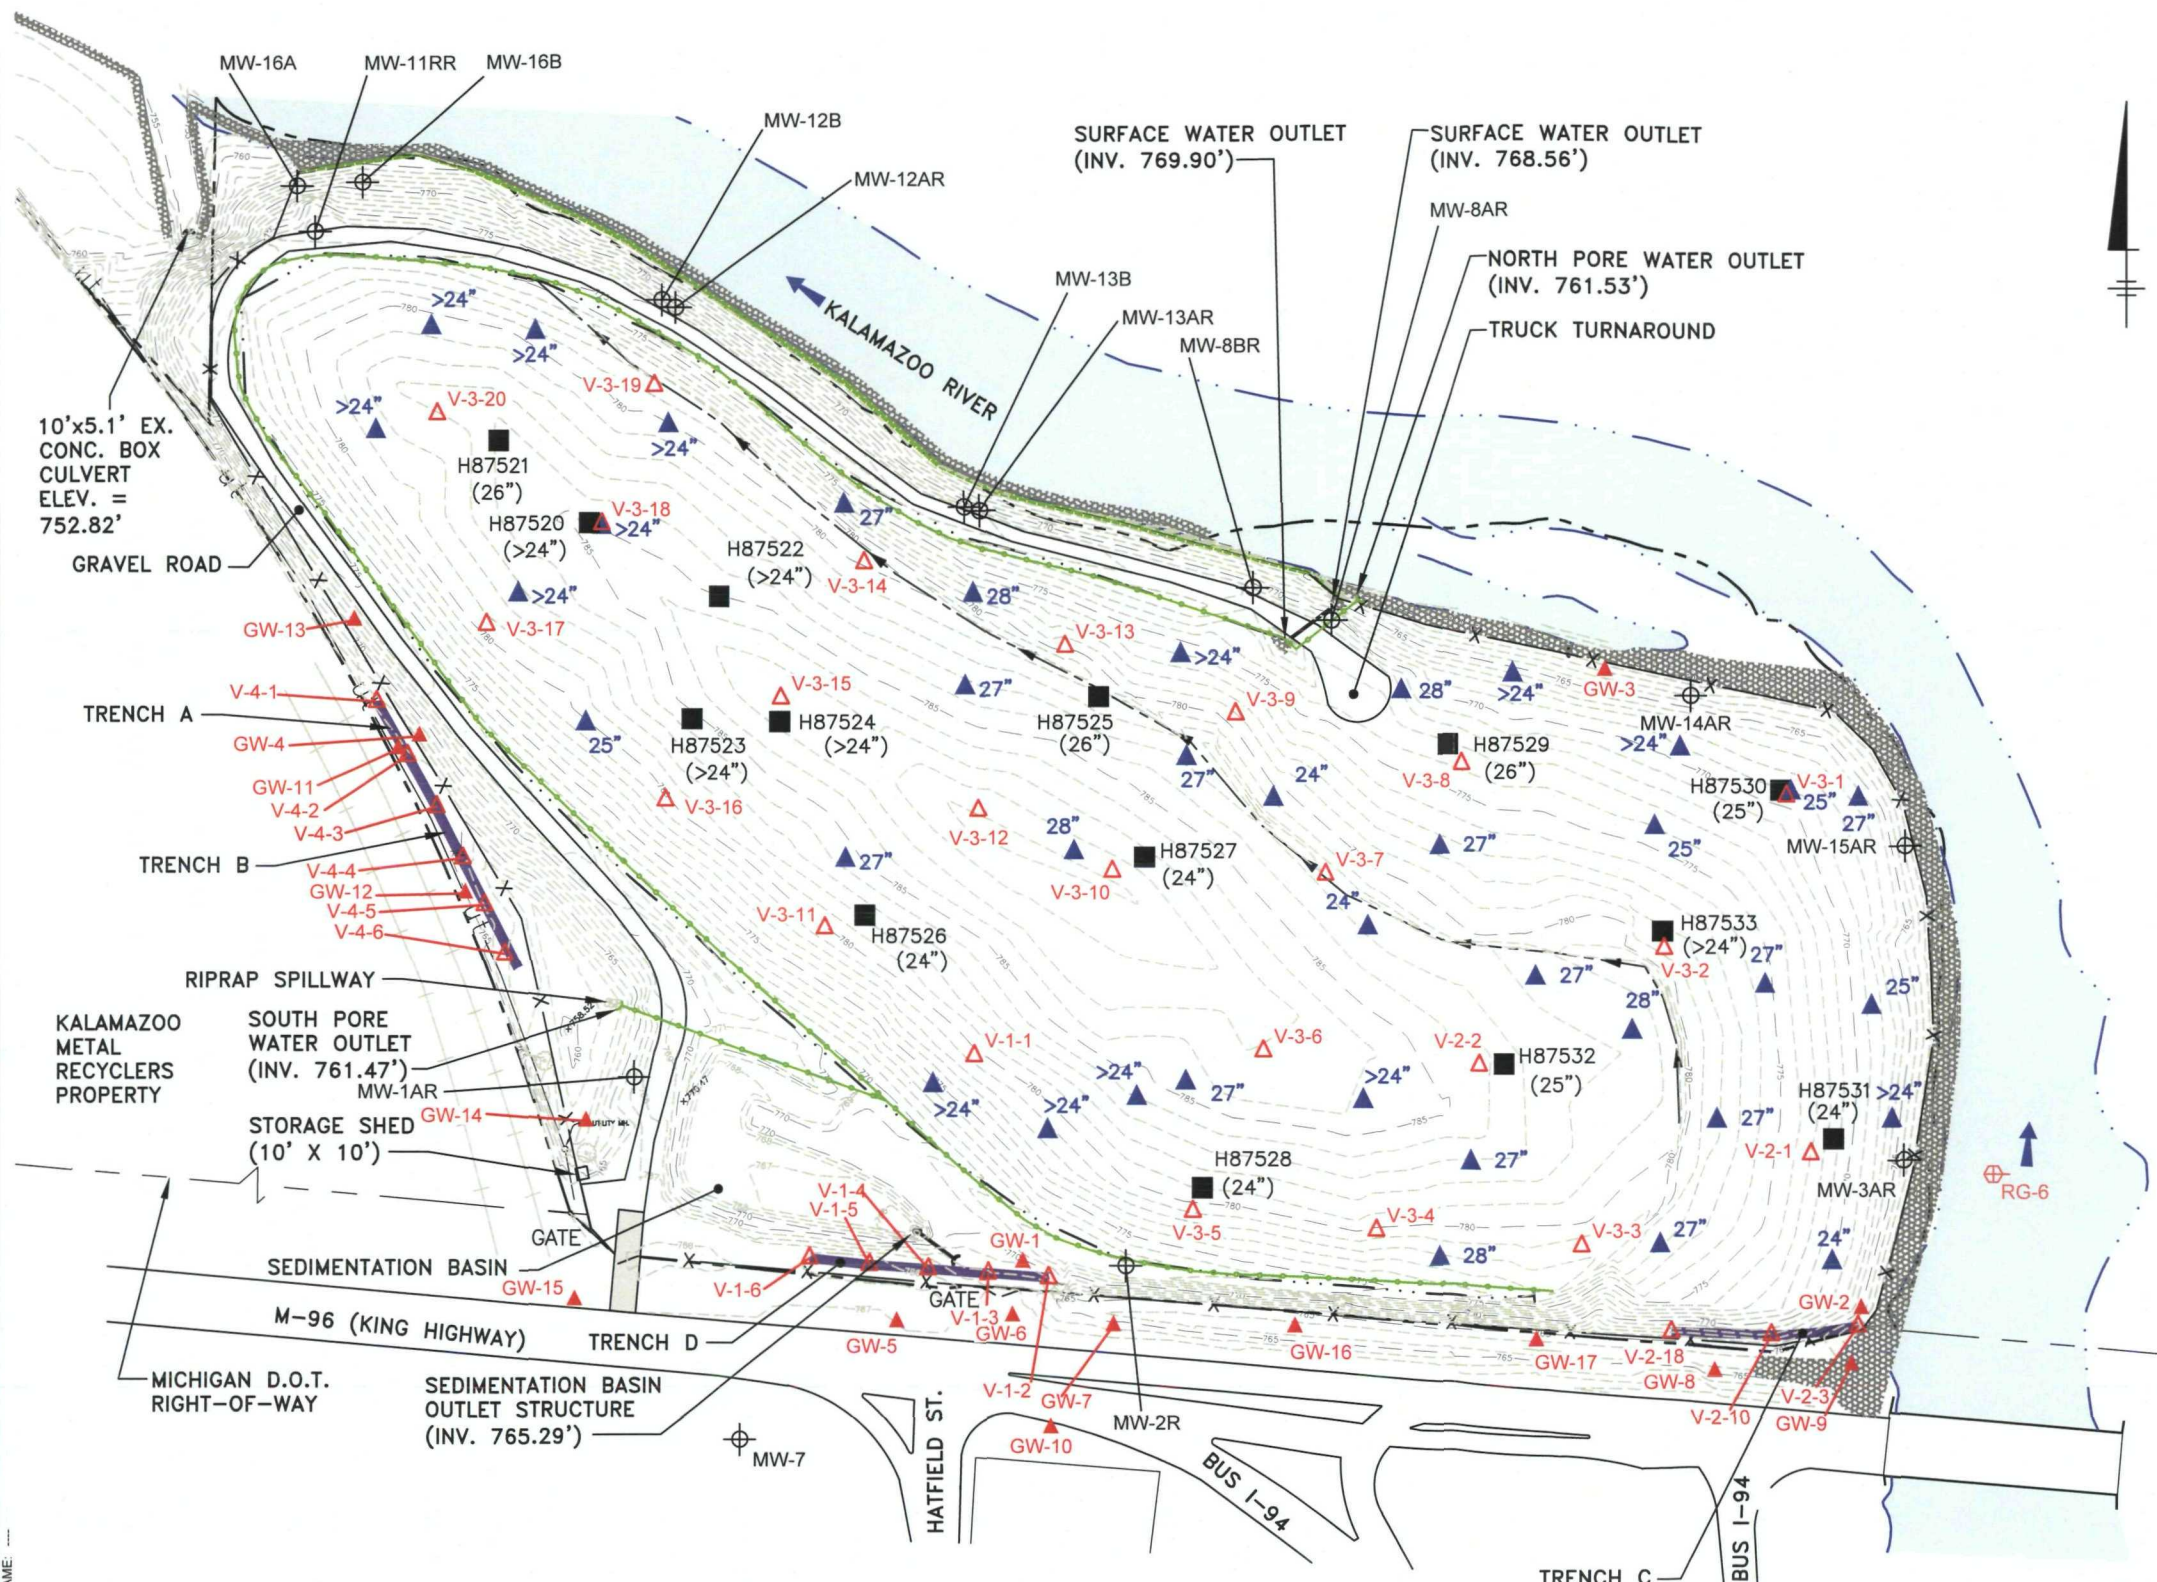 MW-16A
MW-11RR
MW-16B
MW-12B
MW-12AR
SURFACE WATER OUTLET
(INV. 769.90')
SURFACE WATER OUTLET
(INV. 768.56')
MW-8AR
NORTH PORE WATER OUTLET
(INV. 761.53')
TRUCK TURNAROUND
MW-13B
MW-13AR
MW-8BR
KALAMAZOO RIVER
10'x5.1' EX.
CONC. BOX
CULVERT
ELEV. =
752.82'
GRAVEL ROAD
>24"
>24"
>24"
>24"
V-3-19
V-3-20
H87521
(26")
H87520
(>24")
V-3-18
>24"
H87522
(>24")
27"
V-3-14
28"
>24"
V-3-17
GW-13
V-3-13
>24"
V-4-1
TRENCH A
GW-4
GW-11
V-4-2
V-4-3
TRENCH B
V-4-4
GW-12
V-4-5
V-4-6
V-3-15
H87523
(>24")
H87524
(>24")
25"
27"
H87525
(26")
V-3-9
28"
>24"
GW-3
MW-14AR
>24"
H87529
(26")
V-3-8
27"
24"
H87530
(25")
V-3-1
25"
27"
MW-15AR
V-3-16
V-3-12
28"
H87527
(24")
V-3-10
27"
V-3-7
24"
27"
25"
V-3-11
H87526
(24")
H87533
(>24")
V-3-2
27"
27"
28"
25"
RIPRAP SPILLWAY
SOUTH PORE
WATER OUTLET
(INV. 761.47')
KALAMAZOO
METAL
RECYCLERS
PROPERTY
MW-1AR
GW-14
STORAGE SHED
(10' X 10')
V-1-1
>24"
>24"
>24"
27"
V-3-6
>24"
V-2-2
H87532
(25")
27"
27"
H87531
(24")
>24"
V-2-1
MW-3AR
RG-6
H87528
(24")
V-3-5
V-3-4
V-3-3
28"
27"
24"
GATE
SEDIMENTATION BASIN
V-1-4
V-1-5
GW-1
V-1-6
GW-15
GATE
V-1-3
GW-6
GW-5
GW-16
GW-17
GW-2
V-2-18
GW-8
V-2-3
V-2-10
GW-9
M-96 (KING HIGHWAY)
TRENCH D
MICHIGAN D.O.T.
RIGHT-OF-WAY
SEDIMENTATION BASIN
OUTLET STRUCTURE
(INV. 765.29')
V-1-2
GW-7
GW-10
MW-2R
MW-7
HATFIELD ST.
BUS I-94
BUS I-94
TRENCH C